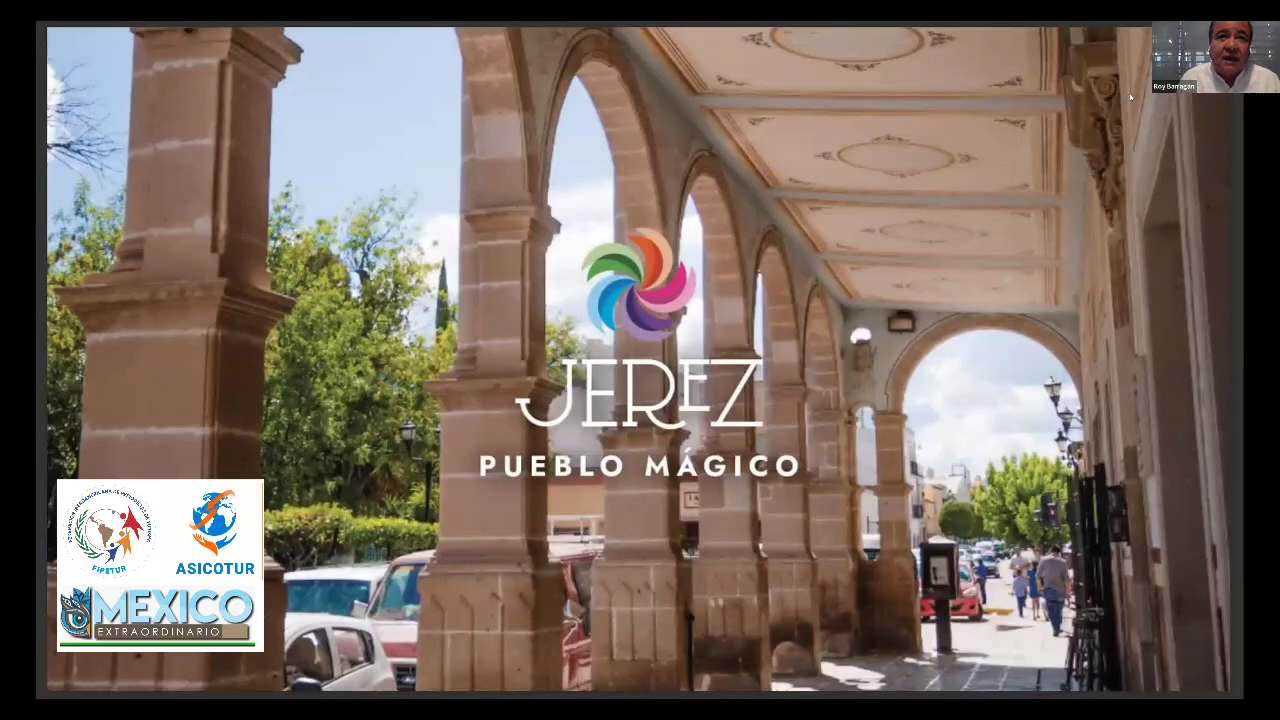 Roy Barragan
JEREZ
PUEBLO MÁGICO
FIPETUR
ASICOTUR
MEXICO
EXTRAORDINARIO